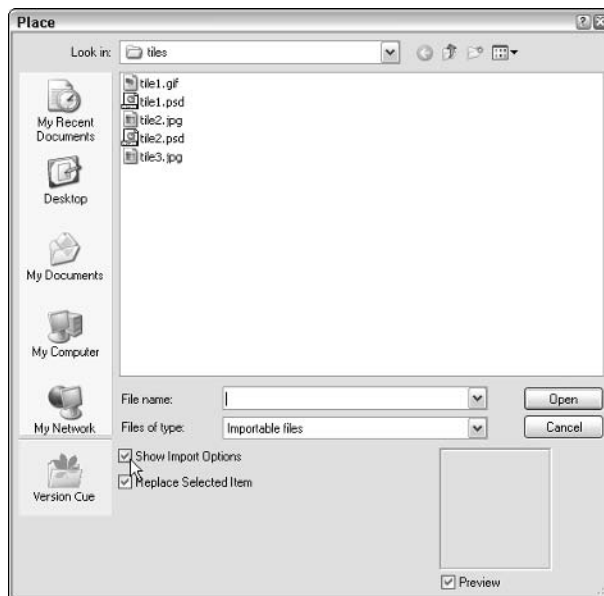 Place
Look in: tiles
tile1.gif
tile1.psd
tile2.jpg
tile2.psd
tile3.jpg
My Recent
Documents
Desktop
My Documents
My Computer
My Network
Version Cue
File name:
Open
Files of type: Importable files
Cancel
Show Import Options
Replace Selected Item
Preview